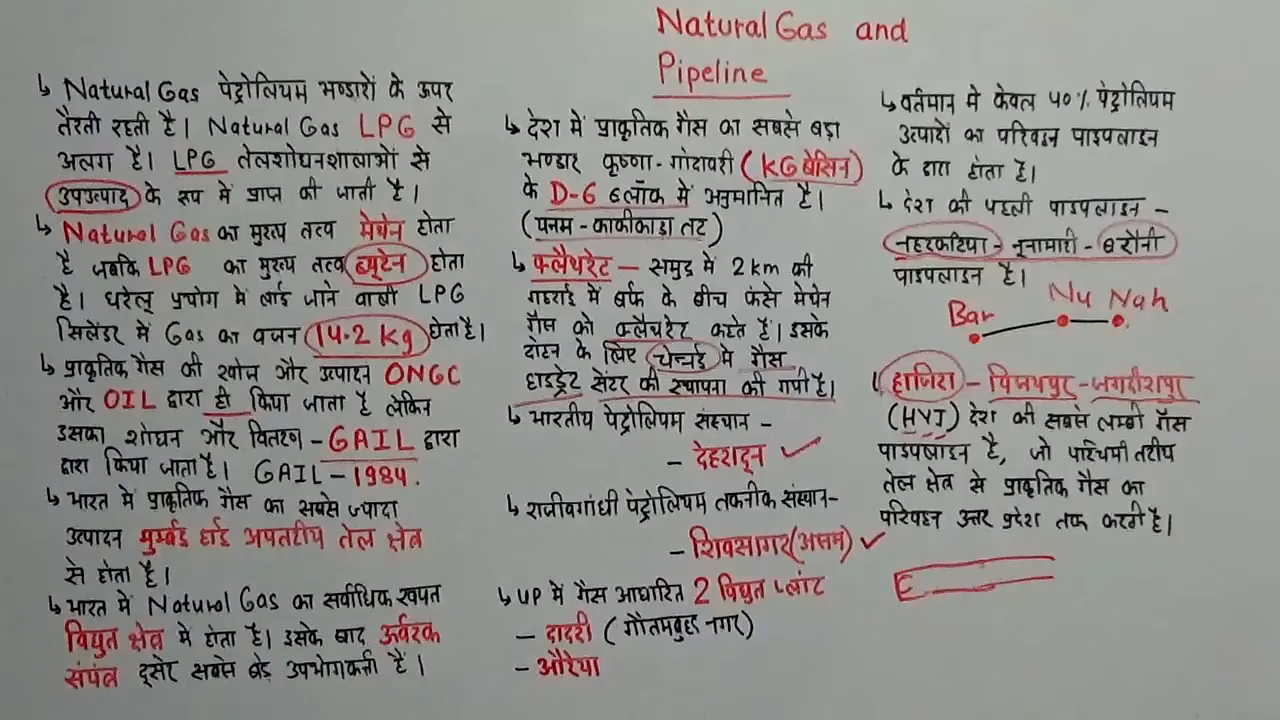 Natural Gas and
Pipeline
↳ Natural Gas पेट्रोलियम भण्डारों के ऊपर
तैरती रहती है। Natural Gas LPG से
अलग है। LPG तेलशोधनशालाओं से
उपउत्पाद के रूप में प्राप्त की जाती है।
↳ Natural Gas का मुख्य तत्व मेथेन होता
है जबकि LPG का मुख्य तत्व ब्यूटेन होता
है। घरेलू प्रयोग में लाई जाने वाली LPG
सिलेंडर में Gas का वजन 14.2 Kg होता है।
↳ प्राकृतिक गैस की खोज और उत्पादन ONGC
और OIL द्वारा ही किया जाता है लेकिन
उसका शोधन और वितरण - GAIL द्वारा
द्वारा किया जाता है। GAIL - 1984.
↳ भारत में प्राकृतिक गैस का सबसे ज्यादा
उत्पादन मुम्बई हाई अपतटीय तेल क्षेत्र
से होता है।
↳ भारत में Natural Gas का सर्वाधिक खपत
विद्युत क्षेत्र में होता है। इसके बाद ऊर्वरक
संयंत्र दूसरे सबसे बड़े उपभोगकर्ता हैं।
↳ देश में प्राकृतिक गैस का सबसे बड़ा
भण्डार कृष्णा - गोदावरी (KG बेसिन)
के D-6 ब्लॉक में अनुमानित है।
(यनम - काकीकाडा तट)
↳ क्लैथरेट - समुद्र में 2 km की
गहराई में बर्फ के बीच फंसे मेथेन
गैस को क्लैथरेट कहते हैं। इसके
दोहन के लिए चेन्नई में गैस
हाइड्रेट सेंटर की स्थापना की गयी है।
↳ भारतीय पेट्रोलियम संस्थान -
- देहरादून ✓
↳ राजीवगांधी पेट्रोलियम तकनीक संस्थान-
- शिवसागर(असम) ✓
↳ UP में गैस आधारित 2 विद्युत प्लांट
- दादरी (गौतमबुद्ध नगर)
- औरैया
↳ वर्तमान में केवल 40% पेट्रोलियम
उत्पादों का परिवहन पाइपलाइन
के द्वारा होता है।
↳ देश की पहली पाइपलाइन -
नहरकटिया - नूनामाटी - बरौनी
पाइपलाइन है।
Bar Nu Nah
हाजिरा - विजयपुर - जगदीशपुर
(HVJ) देश की सबसे लम्बी गैस
पाइपलाइन है, जो पश्चिमी तटीय
तेल क्षेत्र से प्राकृतिक गैस का
परिवहन उत्तर प्रदेश तक करती है।